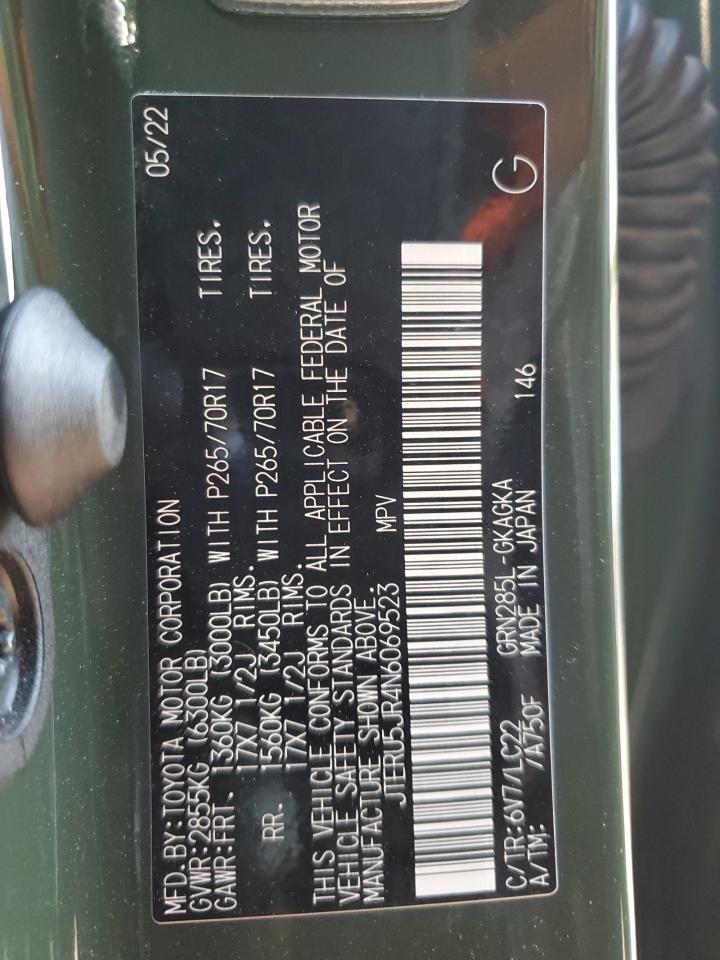 MFD. BY: TOYOTA MOTOR CORPORATION 05/22
GVWR: 2855KG (6300LB)
GAWR: FRT. 1360KG (3000LB) WITH P265/70R17 TIRES.
17X7 1/2J RIMS.
RR. 1560KG (3450LB) WITH P265/70R17 TIRES.
17X7 1/2J RIMS.
THIS VEHICLE CONFORMS TO ALL APPLICABLE FEDERAL MOTOR
VEHICLE SAFETY STANDARDS IN EFFECT ON THE DATE OF
MANUFACTURE SHOWN ABOVE.
JTERU5JR4N6069523 MPV
C/TR: 6V7/LC22 GRN285L-GKAGKA 146 G
A/TM: /A750F MADE IN JAPAN